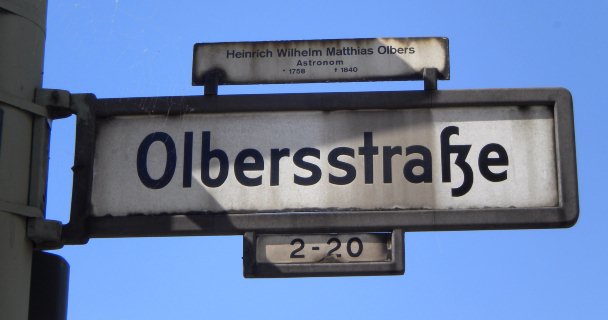 Heinrich Wilhelm Matthias Olbers
Astronom
* 1758 † 1840
Olbersstraße
2-20